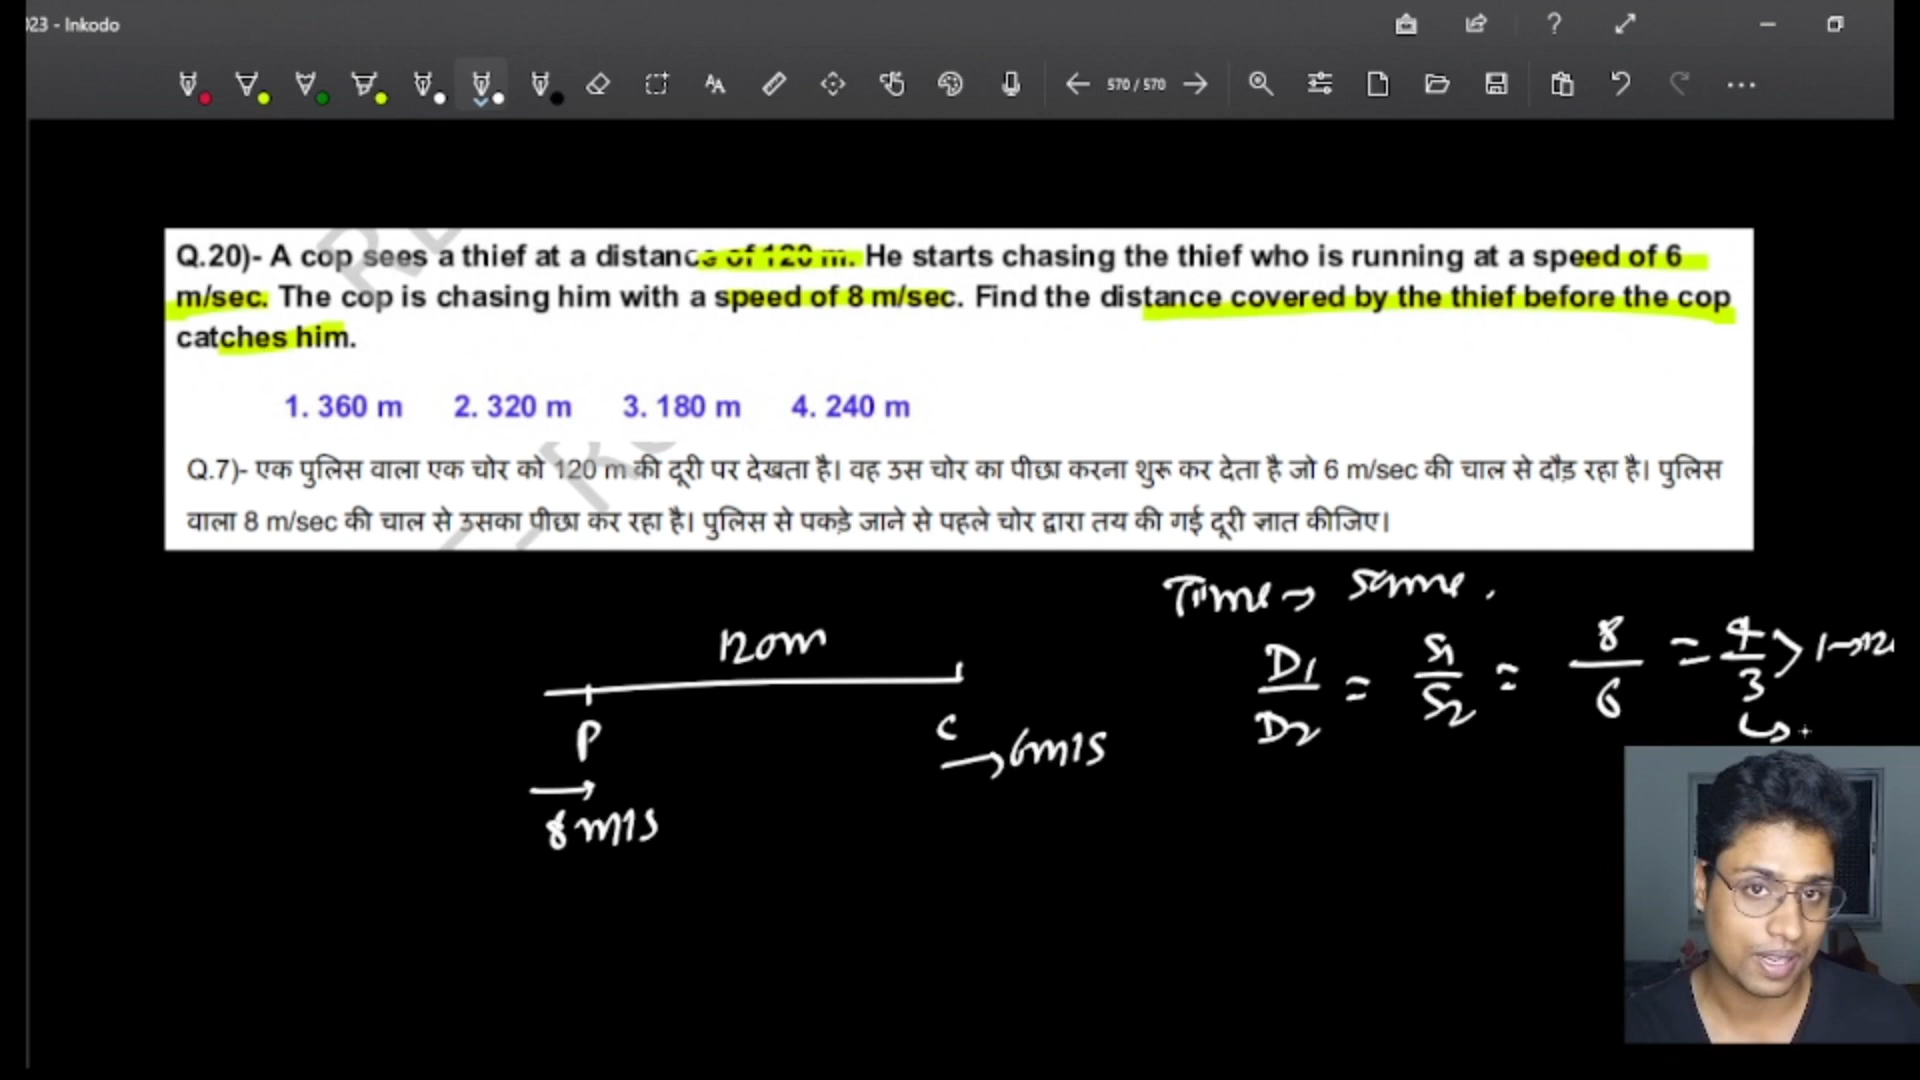 023 - Inkodo
570 / 570
Q.20)- A cop sees a thief at a distance of 120 m. He starts chasing the thief who is running at a speed of 6
m/sec. The cop is chasing him with a speed of 8 m/sec. Find the distance covered by the thief before the cop
catches him.
1. 360 m 2. 320 m 3. 180 m 4. 240 m
Q.7)- एक पुलिस वाला एक चोर को 120 m की दूरी पर देखता है। वह उस चोर का पीछा करना शुरू कर देता है जो 6 m/sec की चाल से दौड़ रहा है। पुलिस
वाला 8 m/sec की चाल से उसका पीछा कर रहा है। पुलिस से पकड़े जाने से पहले चोर द्वारा तय की गई दूरी ज्ञात कीजिए।
Time → same.
120m
D1/D2 = S1/S2 = 8/6 = 4/3 > 1→12
P C
→ 6m/s
→
8m/s